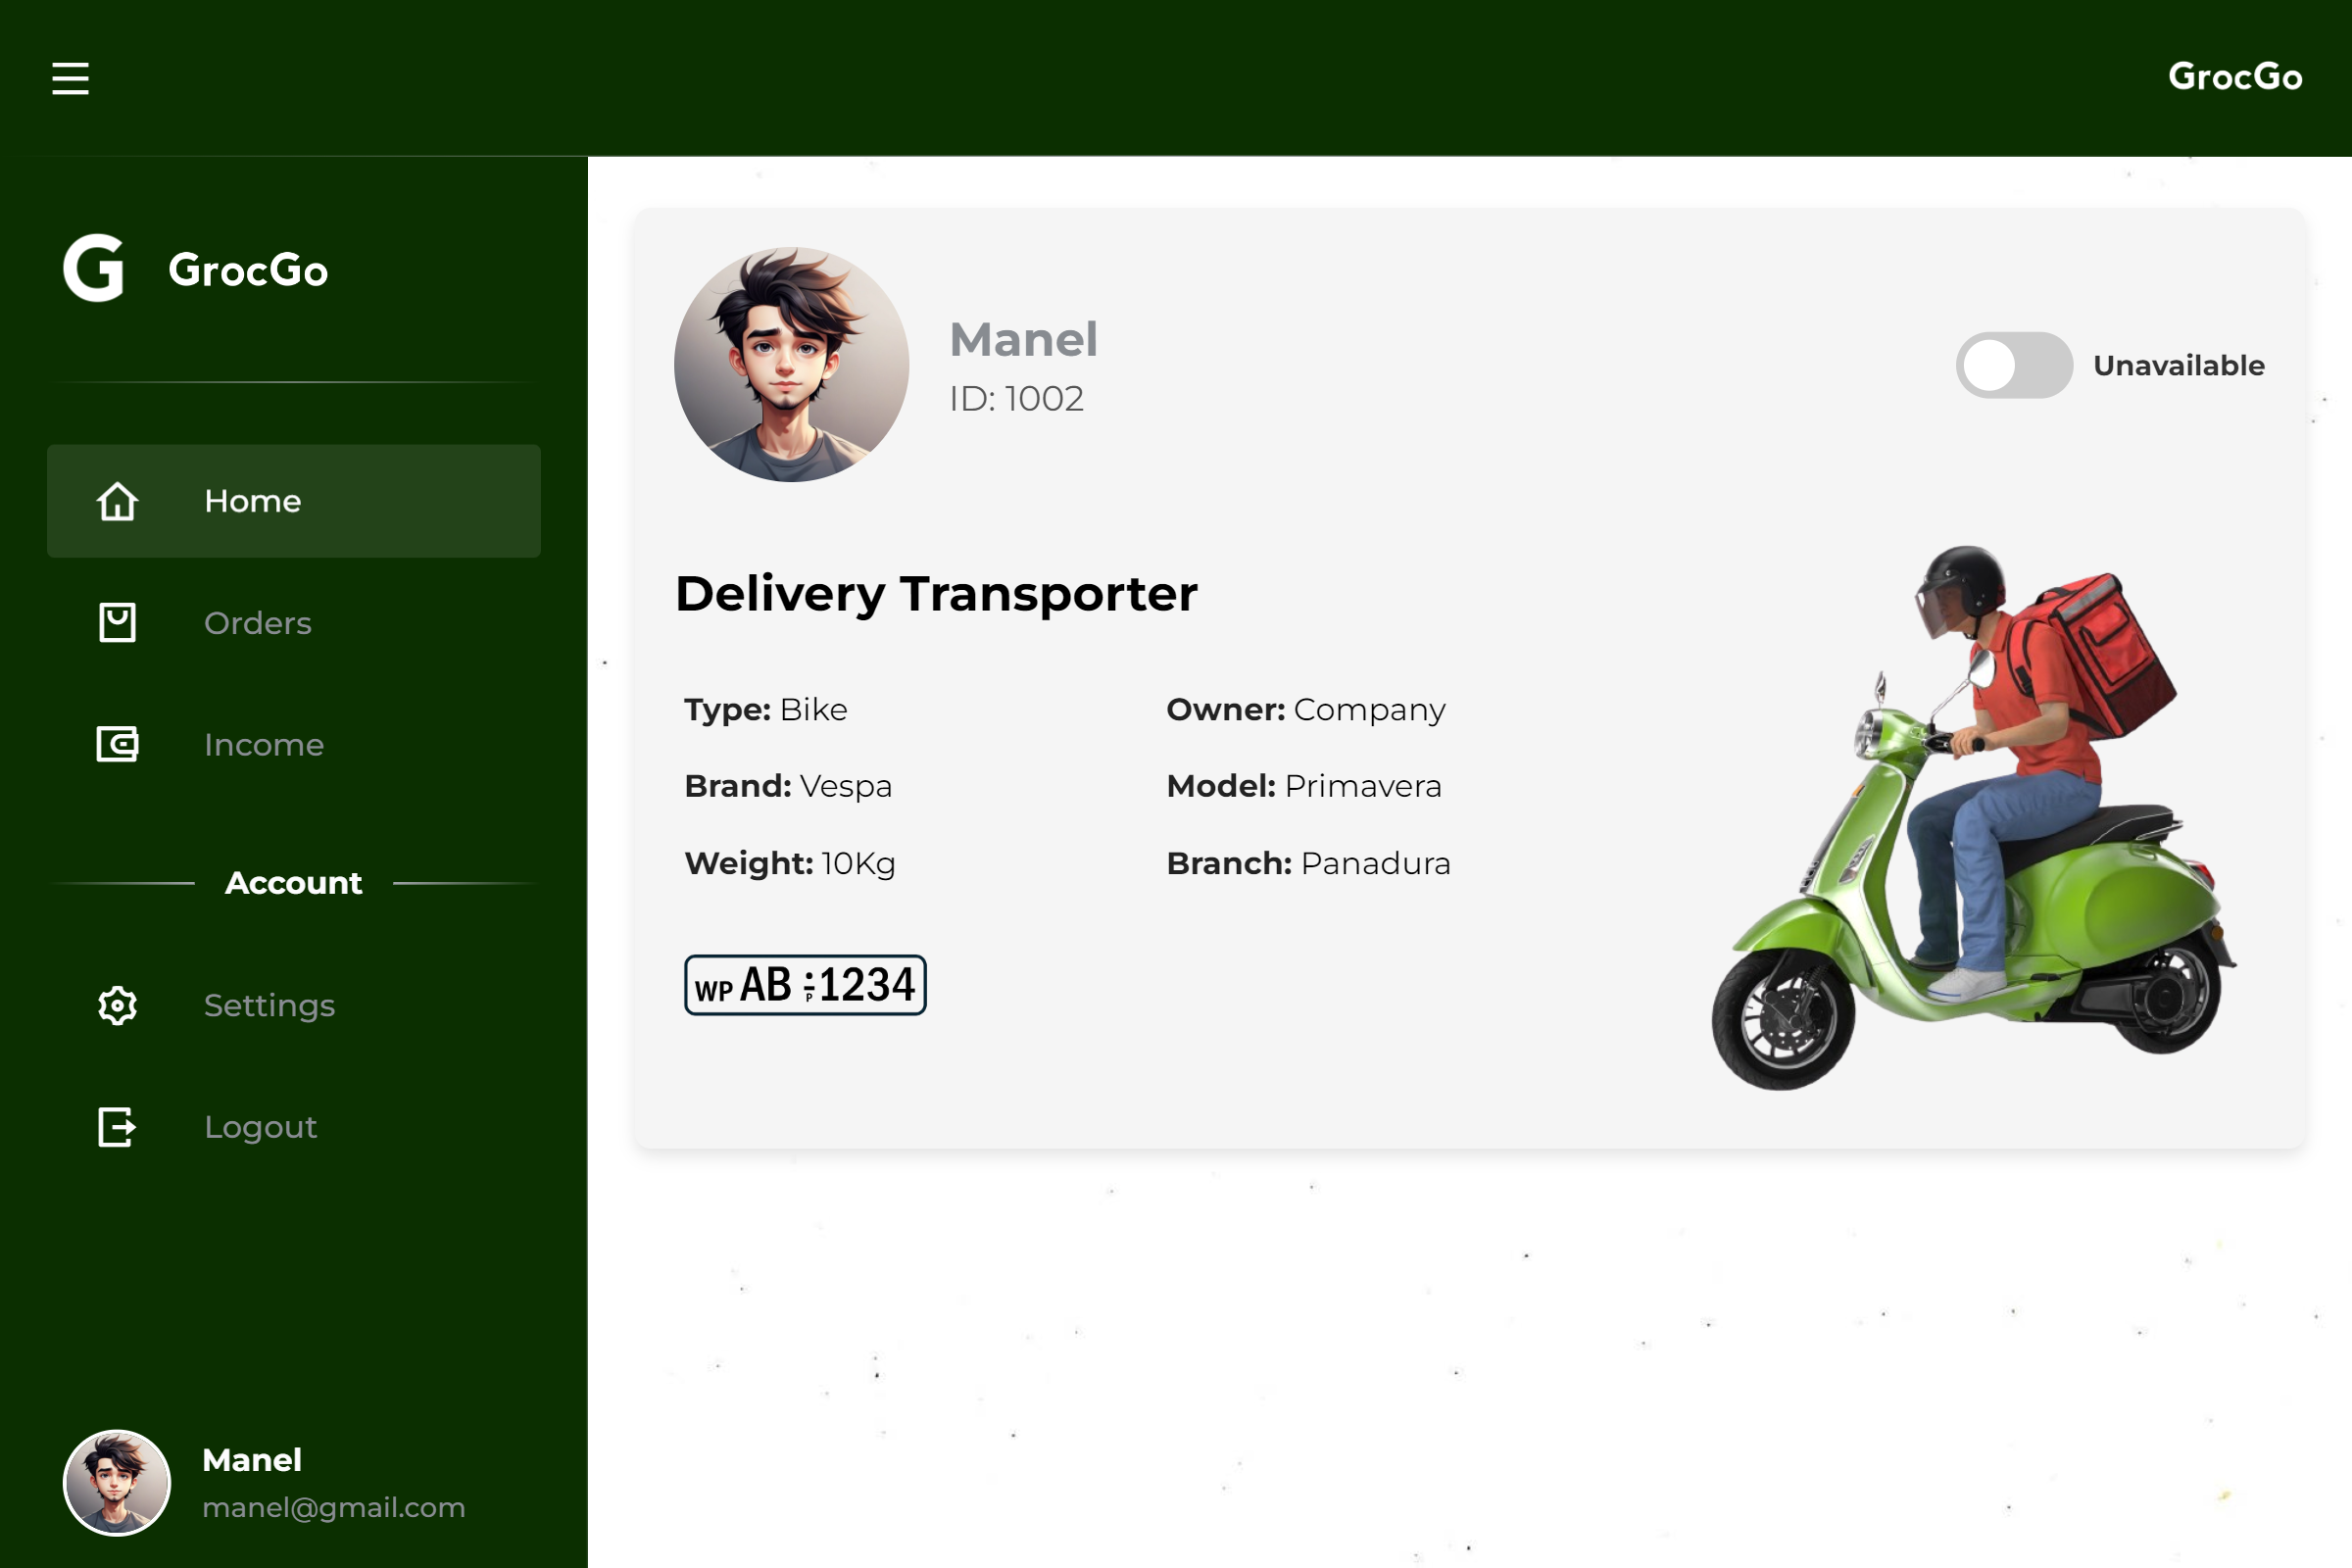 GrocGo
G GrocGo
Home
Orders
Income
Account
Settings
Logout
Manel
manel@gmail.com
Manel
ID: 1002
Unavailable
Delivery Transporter
Type: Bike
Owner: Company
Brand: Vespa
Model: Primavera
Weight: 10Kg
Branch: Panadura
WP AB P 1234